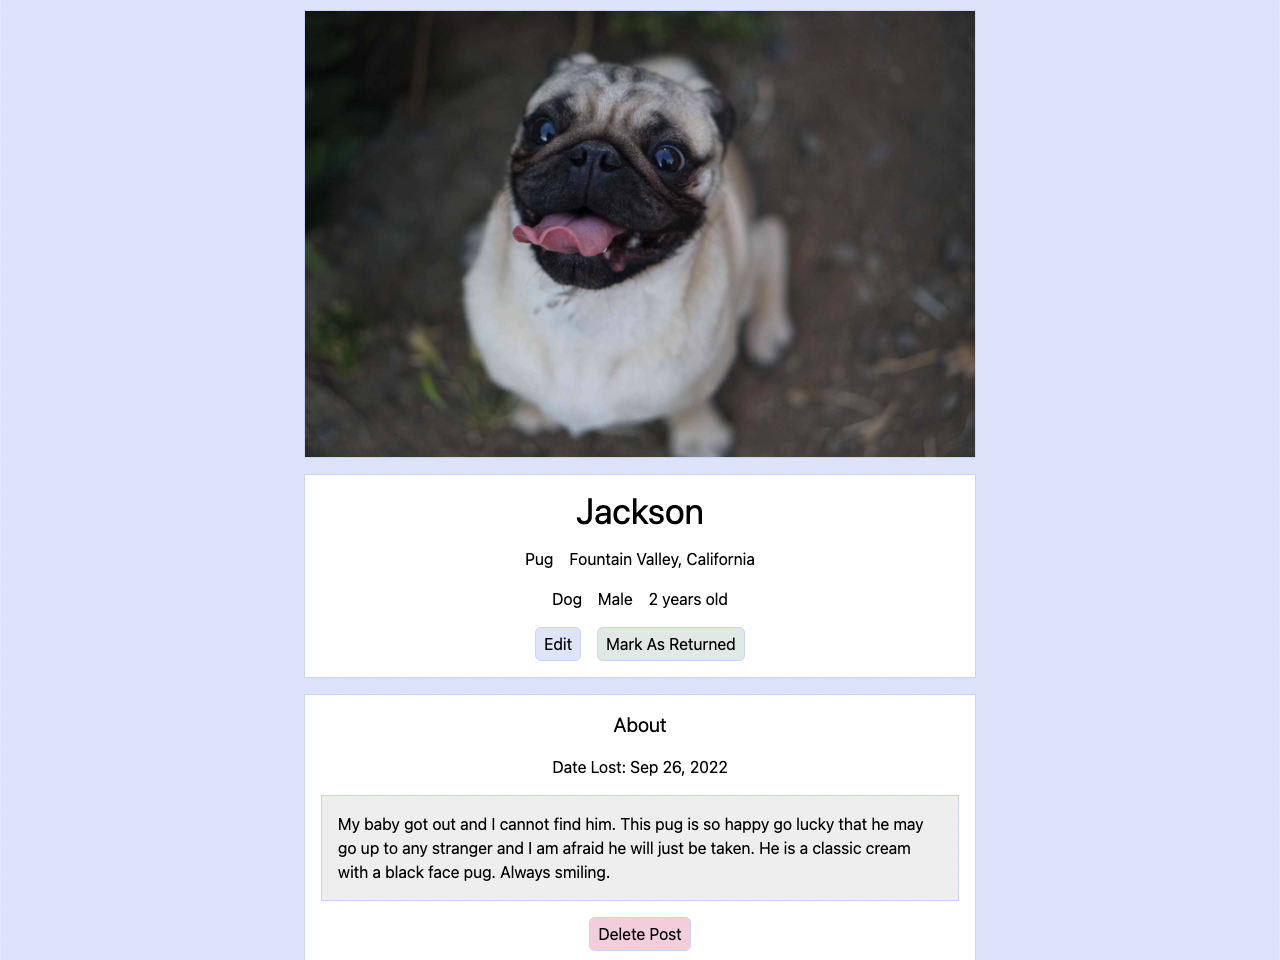 Jackson
Pug Fountain Valley, California
Dog Male 2 years old
Edit Mark As Returned
About
Date Lost: Sep 26, 2022
My baby got out and I cannot find him. This pug is so happy go lucky that he may
go up to any stranger and I am afraid he will just be taken. He is a classic cream
with a black face pug. Always smiling.
Delete Post